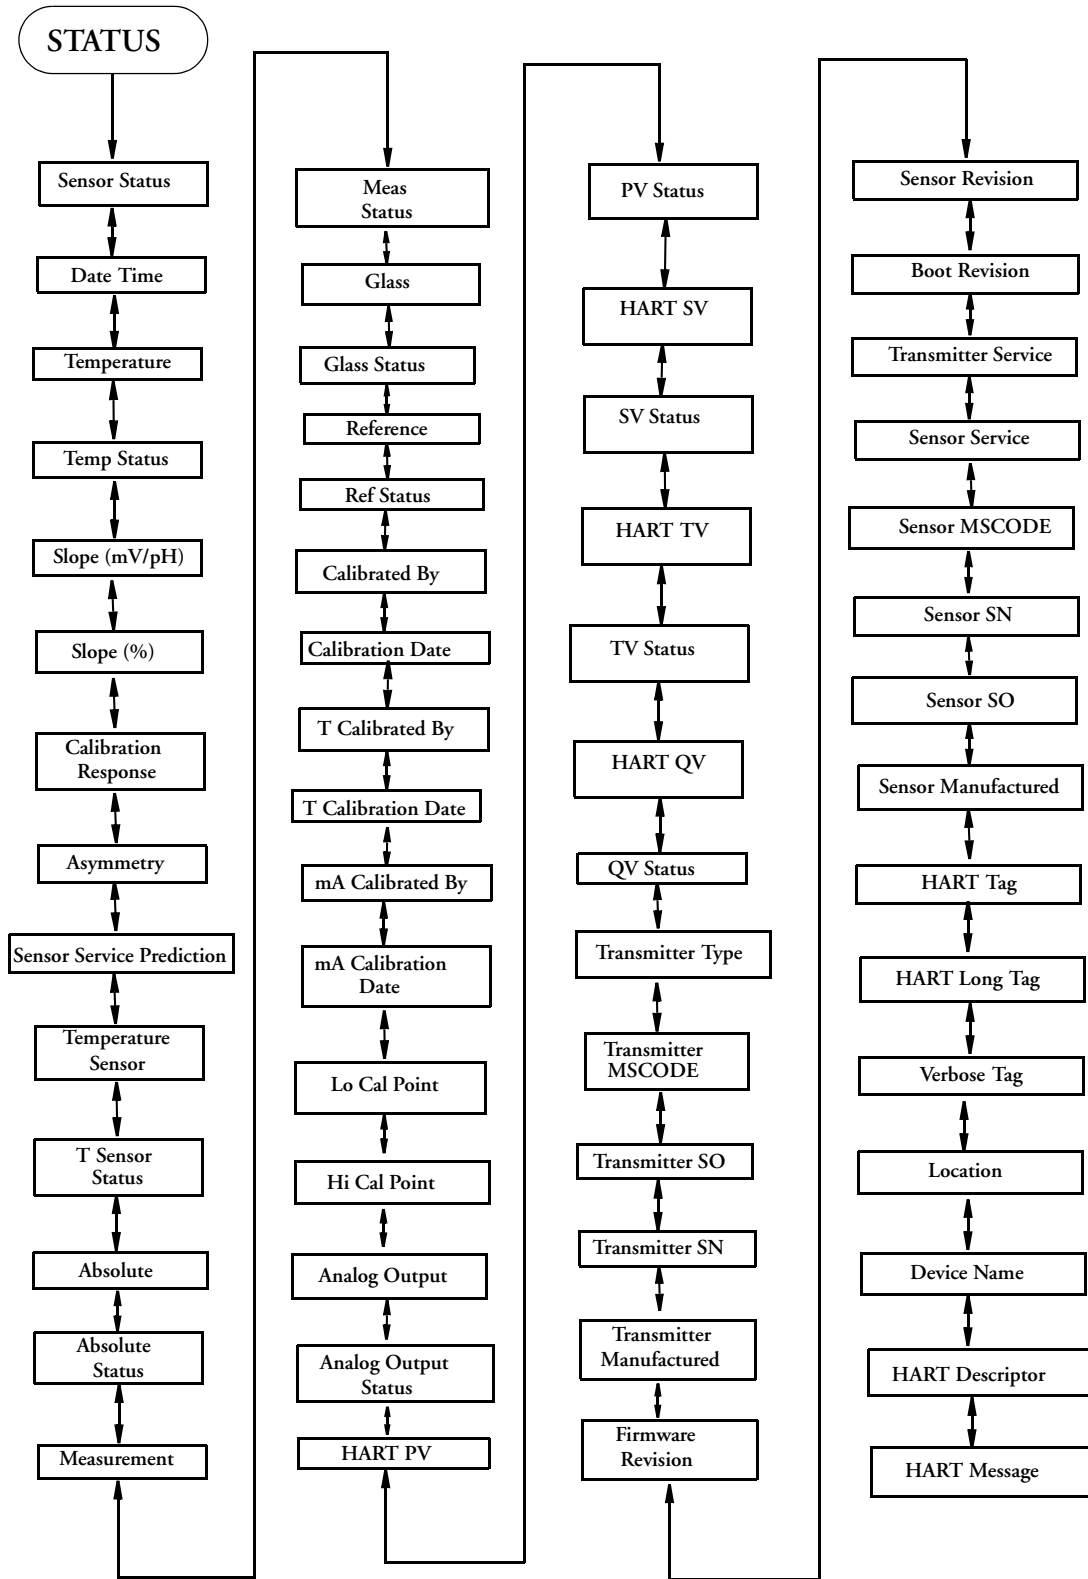 STATUS
Sensor Status
Date Time
Temperature
Temp Status
Slope (mV/pH)
Slope (%)
Calibration
Response
Asymmetry
Sensor Service Prediction
Temperature
Sensor
T Sensor
Status
Absolute
Absolute
Status
Measurement
Meas
Status
Glass
Glass Status
Reference
Ref Status
Calibrated By
Calibration Date
T Calibrated By
T Calibration Date
mA Calibrated By
mA Calibration
Date
Lo Cal Point
Hi Cal Point
Analog Output
Analog Output
Status
HART PV
PV Status
HART SV
SV Status
HART TV
TV Status
HART QV
QV Status
Transmitter Type
Transmitter
MSCODE
Transmitter SO
Transmitter SN
Transmitter
Manufactured
Firmware
Revision
Sensor Revision
Boot Revision
Transmitter Service
Sensor Service
Sensor MSCODE
Sensor SN
Sensor SO
Sensor Manufactured
HART Tag
HART Long Tag
Verbose Tag
Location
Device Name
HART Descriptor
HART Message